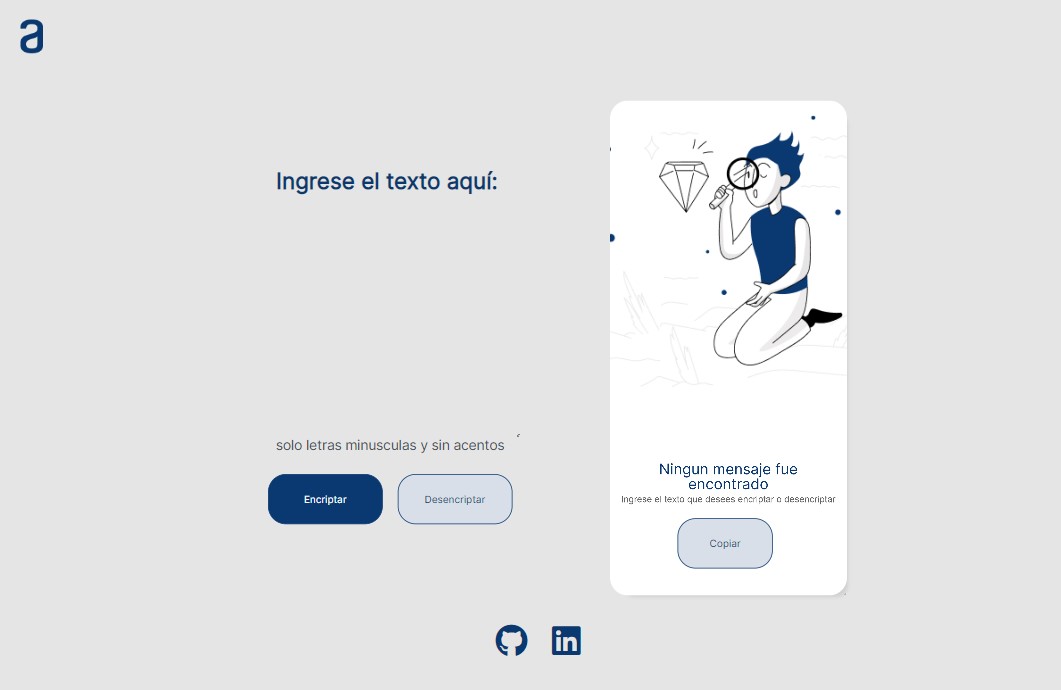 a
Ingrese el texto aquí:
solo letras minusculas y sin acentos
Encriptar
Desencriptar
Ningun mensaje fue
encontrado
Ingrese el texto que desees encriptar o desencriptar
Copiar
in